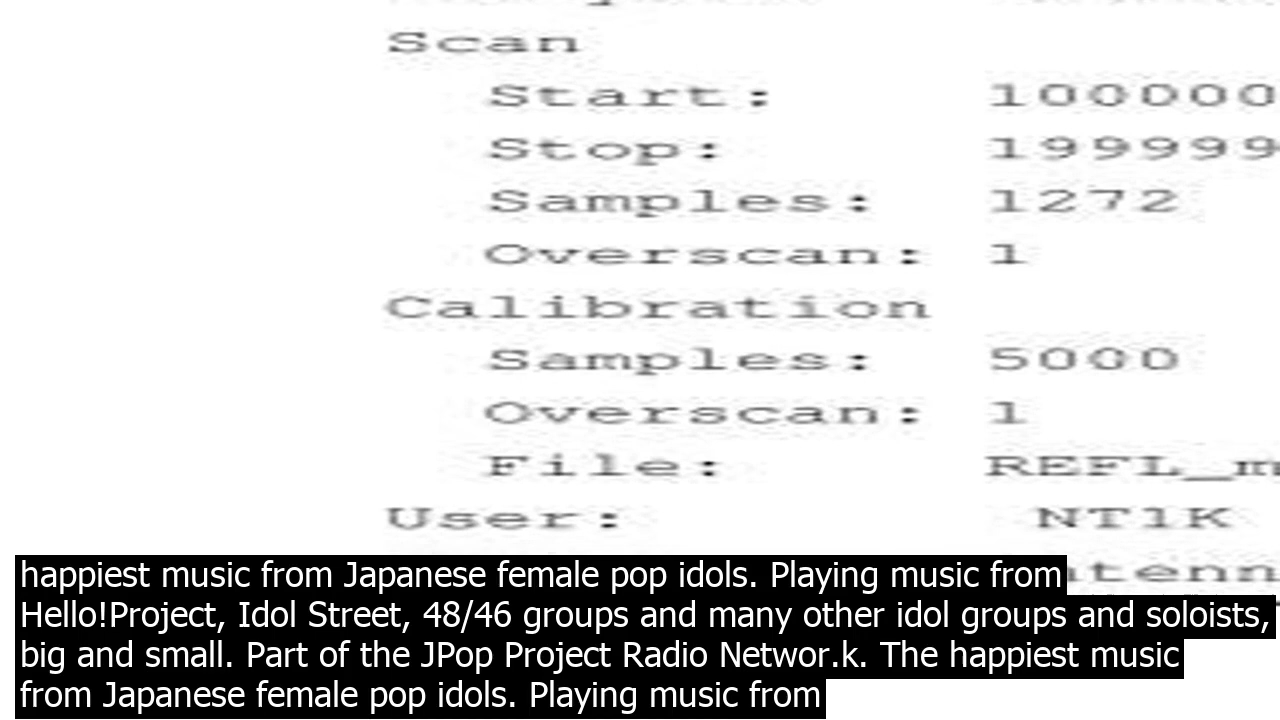 Scan
Start: 100000
Stop: 199999
Samples: 1272
Overscan: 1
Calibration
Samples: 5000
Overscan: 1
File: REFL_m
User: NT1K
tenn
happiest music from Japanese female pop idols. Playing music from
Hello!Project, Idol Street, 48/46 groups and many other idol groups and soloists,
big and small. Part of the JPop Project Radio Networ.k. The happiest music
from Japanese female pop idols. Playing music from